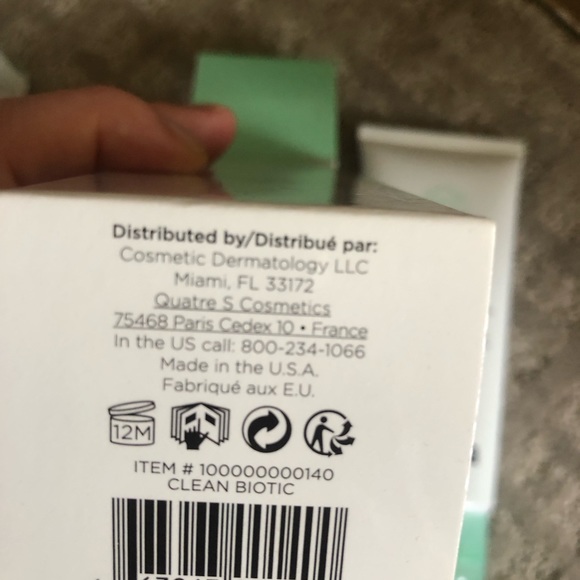 Distributed by/Distribué par:
Cosmetic Dermatology LLC
Miami, FL 33172
Quatre S Cosmetics
75468 Paris Cedex 10 • France
In the US call: 800-234-1066
Made in the U.S.A.
Fabriqué aux E.U.
12M
ITEM # 100000000140
CLEAN BIOTIC